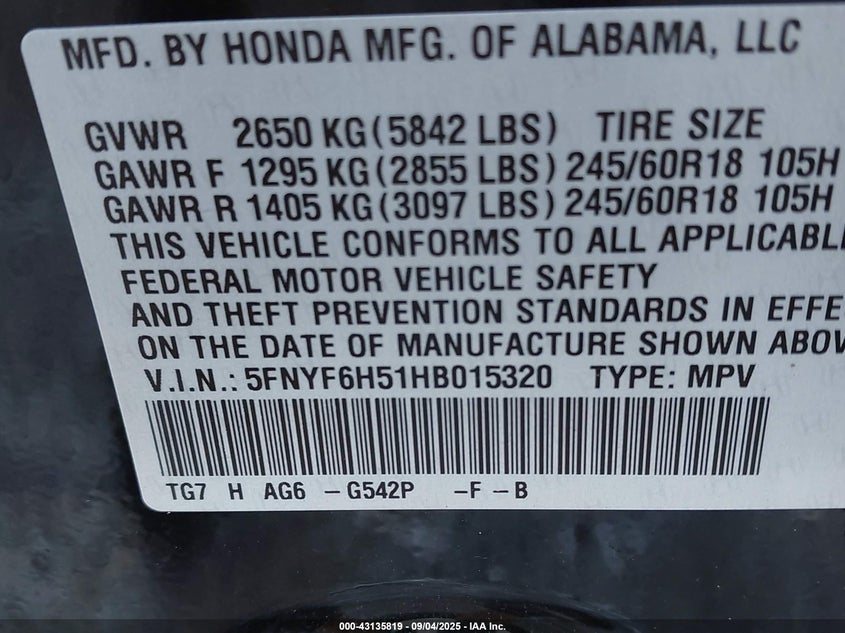 MFD. BY HONDA MFG. OF ALABAMA, LLC
GVWR 2650 KG (5842 LBS) TIRE SIZE
GAWR F 1295 KG (2855 LBS) 245/60R18 105H
GAWR R 1405 KG (3097 LBS) 245/60R18 105H
THIS VEHICLE CONFORMS TO ALL APPLICABL
FEDERAL MOTOR VEHICLE SAFETY
AND THEFT PREVENTION STANDARDS IN EFFE
ON THE DATE OF MANUFACTURE SHOWN ABOV
V.I.N.: 5FNYF6H51HB015320 TYPE: MPV
TG7 H AG6 -G542P -F -B
000-43135819 - 09/04/2025 - IAA Inc.